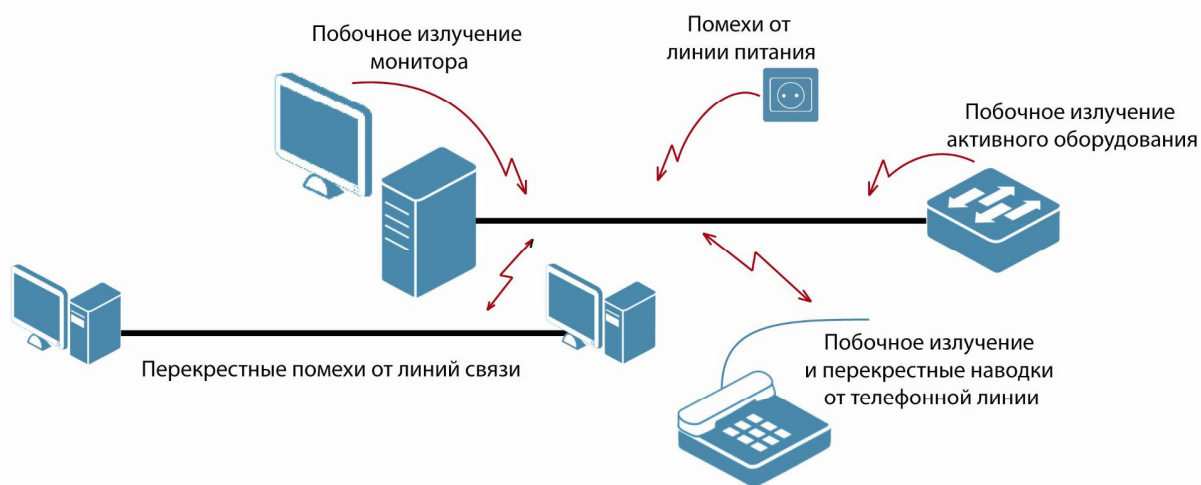 Побочное излучение
монитора
Помехи от
линии питания
Побочное излучение
активного оборудования
Перекрестные помехи от линий связи
Побочное излучение
и перекрестные наводки
от телефонной линии